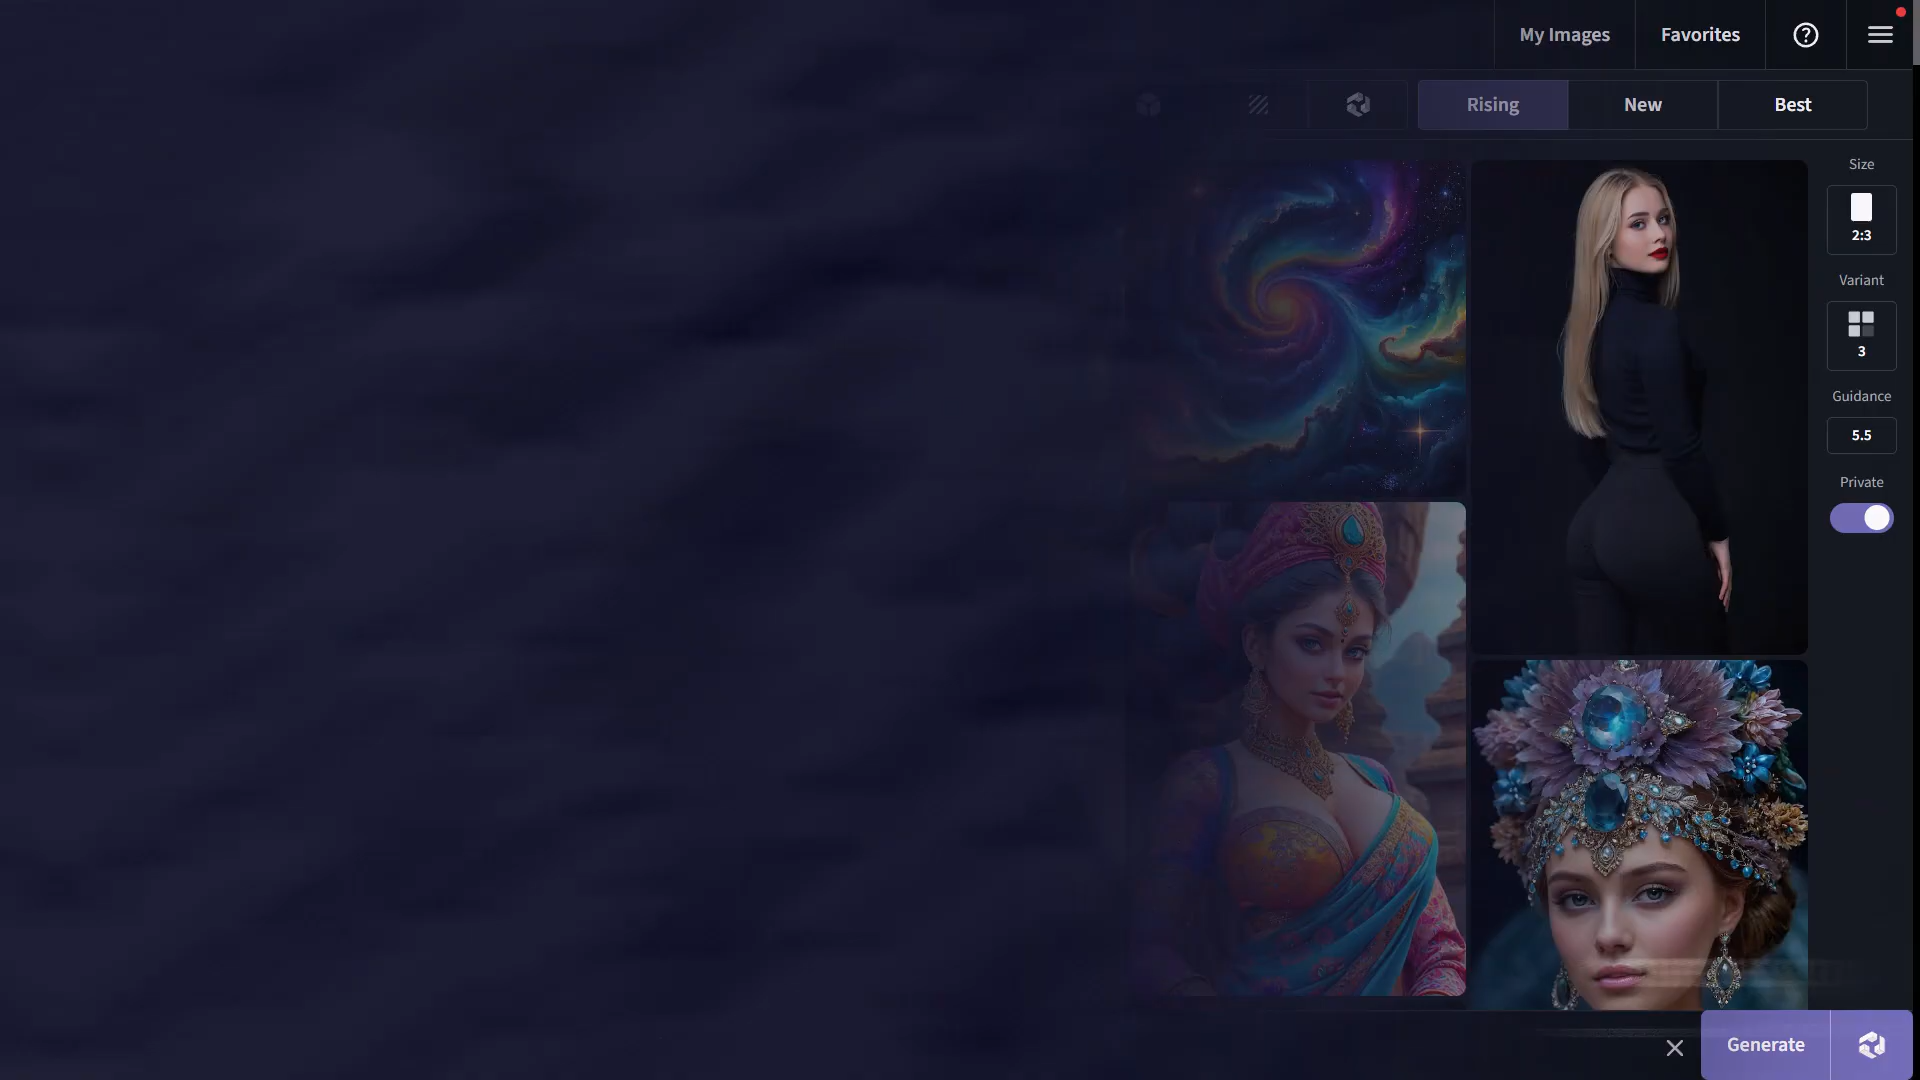 My Images
Favorites
Rising
New
Best
Size
2:3
Variant
3
Guidance
5.5
Private
Generate